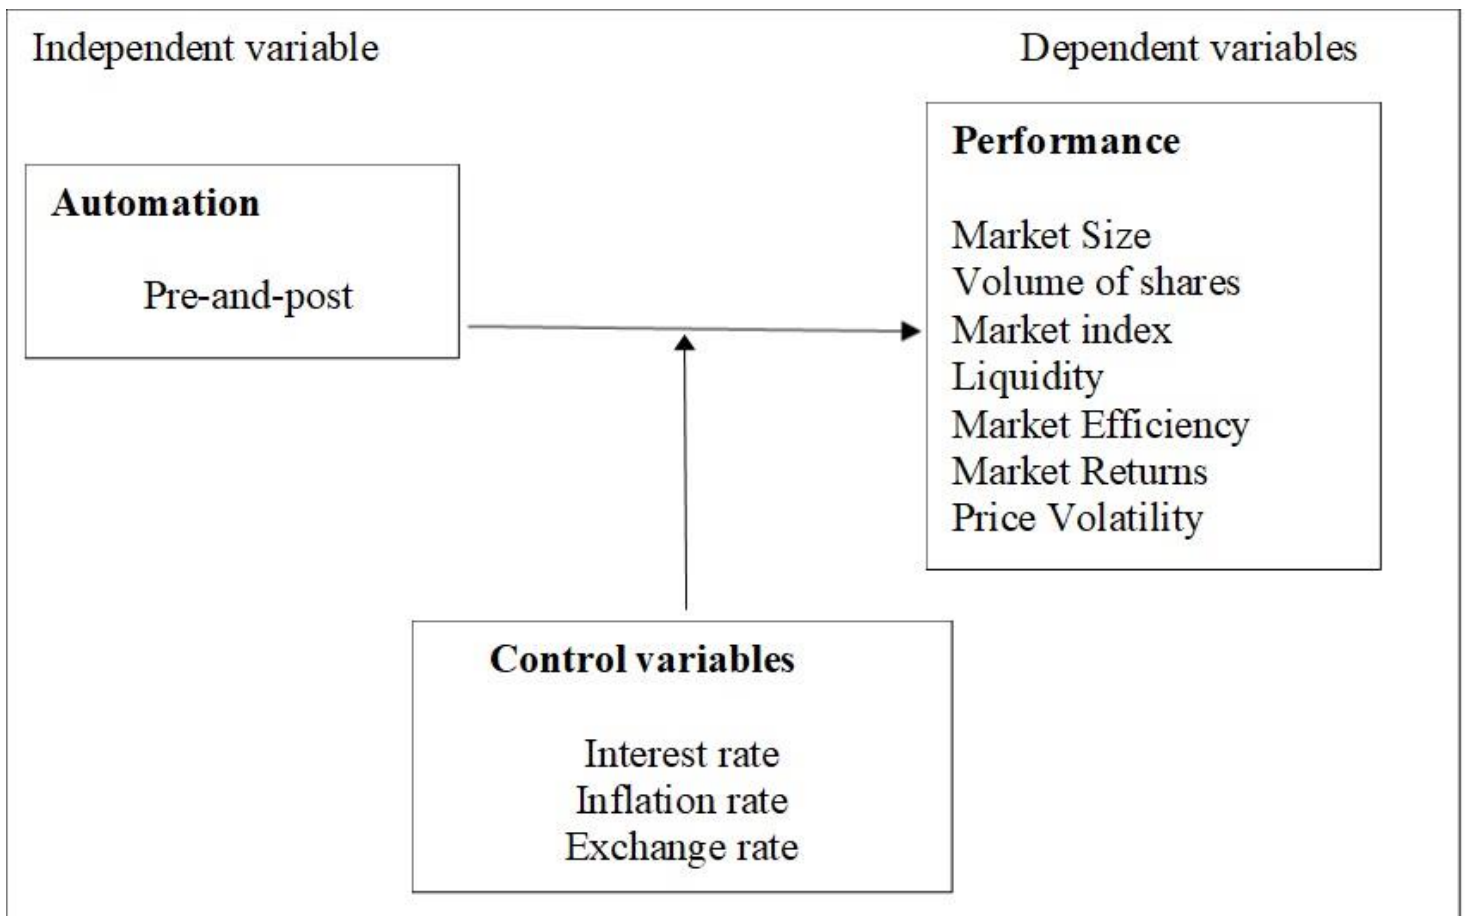 Independent variable
Dependent variables
Automation
Pre-and-post
Performance
Market Size
Volume of shares
Market index
Liquidity
Market Efficiency
Market Returns
Price Volatility
Control variables
Interest rate
Inflation rate
Exchange rate